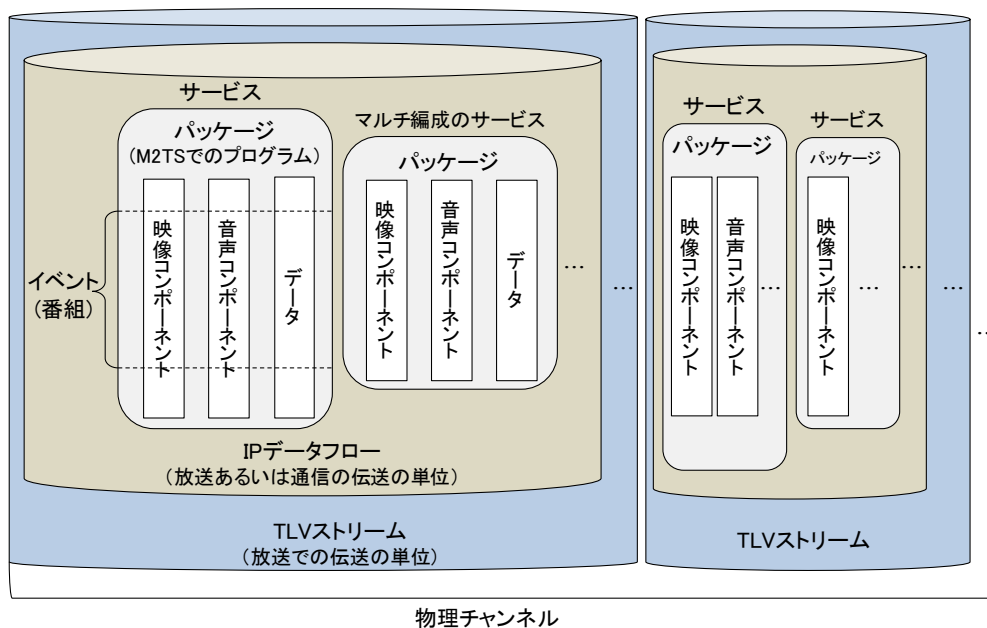 サービス
パッケージ
(M2TSでのプログラム)
映像コンポーネント
音声コンポーネント
データ
イベント
(番組)
マルチ編成のサービス
パッケージ
映像コンポーネント
音声コンポーネント
データ
…
…
IPデータフロー
(放送あるいは通信の伝送の単位)
TLVストリーム
(放送での伝送の単位)
サービス
パッケージ
映像コンポーネント
音声コンポーネント
…
サービス
パッケージ
映像コンポーネント
…
…
…
TLVストリーム
…
物理チャンネル